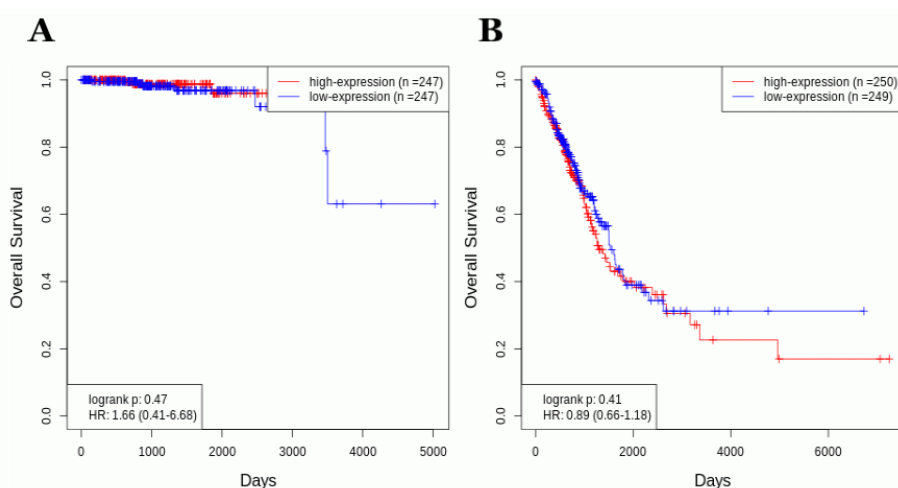 A
B
1.0
0.8
0.6
0.4
0.2
0.0
Overall Survival
high-expression (n =247)
low-expression (n =247)
logrank p: 0.47
HR: 1.66 (0.41-6.68)
0
1000
2000
3000
4000
5000
Days
1.0
0.8
0.6
0.4
0.2
0.0
Overall Survival
high-expression (n =250)
low-expression (n =249)
logrank p: 0.41
HR: 0.89 (0.66-1.18)
0
2000
4000
6000
Days